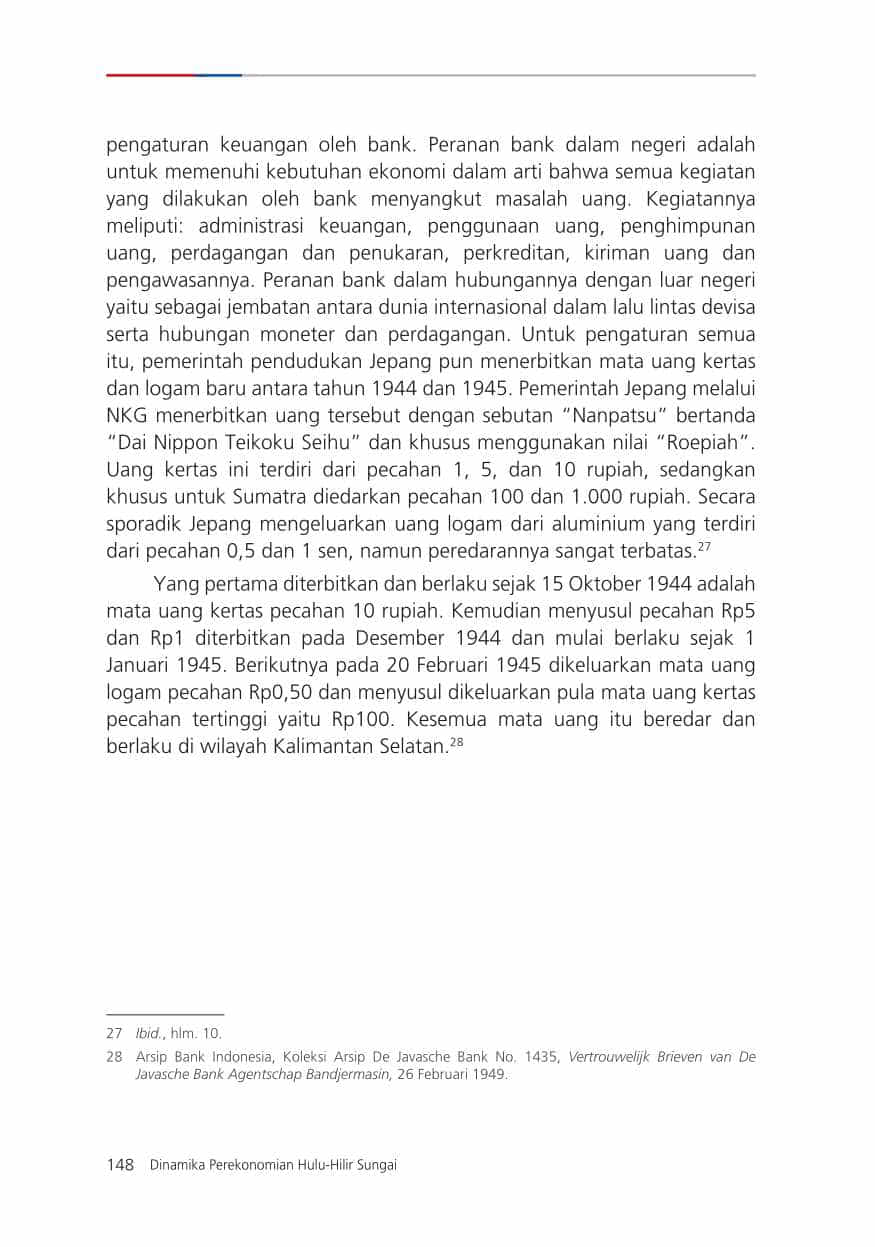 pengaturan keuangan oleh bank. Peranan bank dalam negeri adalah
untuk memenuhi kebutuhan ekonomi dalam arti bahwa semua kegiatan
yang dilakukan oleh bank menyangkut masalah uang. Kegiatannya
meliputi: administrasi keuangan, penggunaan uang, penghimpunan
uang, perdagangan dan penukaran, perkreditan, kiriman uang dan
pengawasannya. Peranan bank dalam hubungannya dengan luar negeri
yaitu sebagai jembatan antara dunia internasional dalam lalu lintas devisa
serta hubungan moneter dan perdagangan. Untuk pengaturan semua
itu, pemerintah pendudukan Jepang pun menerbitkan mata uang kertas
dan logam baru antara tahun 1944 dan 1945. Pemerintah Jepang melalui
NKG menerbitkan uang tersebut dengan sebutan “Nanpatsu” bertanda
“Dai Nippon Teikoku Seihu” dan khusus menggunakan nilai “Roepiah”.
Uang kertas ini terdiri dari pecahan 1, 5, dan 10 rupiah, sedangkan
khusus untuk Sumatra diedarkan pecahan 100 dan 1.000 rupiah. Secara
sporadik Jepang mengeluarkan uang logam dari aluminium yang terdiri
dari pecahan 0,5 dan 1 sen, namun peredarannya sangat terbatas.27
Yang pertama diterbitkan dan berlaku sejak 15 Oktober 1944 adalah
mata uang kertas pecahan 10 rupiah. Kemudian menyusul pecahan Rp5
dan Rp1 diterbitkan pada Desember 1944 dan mulai berlaku sejak 1
Januari 1945. Berikutnya pada 20 Februari 1945 dikeluarkan mata uang
logam pecahan Rp0,50 dan menyusul dikeluarkan pula mata uang kertas
pecahan tertinggi yaitu Rp100. Kesemua mata uang itu beredar dan
berlaku di wilayah Kalimantan Selatan.28
27 Ibid., hlm. 10.
28 Arsip Bank Indonesia, Koleksi Arsip De Javasche Bank No. 1435, Vertrouwelijk Brieven van De
Javasche Bank Agentschap Bandjermasin, 26 Februari 1949.
148 Dinamika Perekonomian Hulu-Hilir Sungai